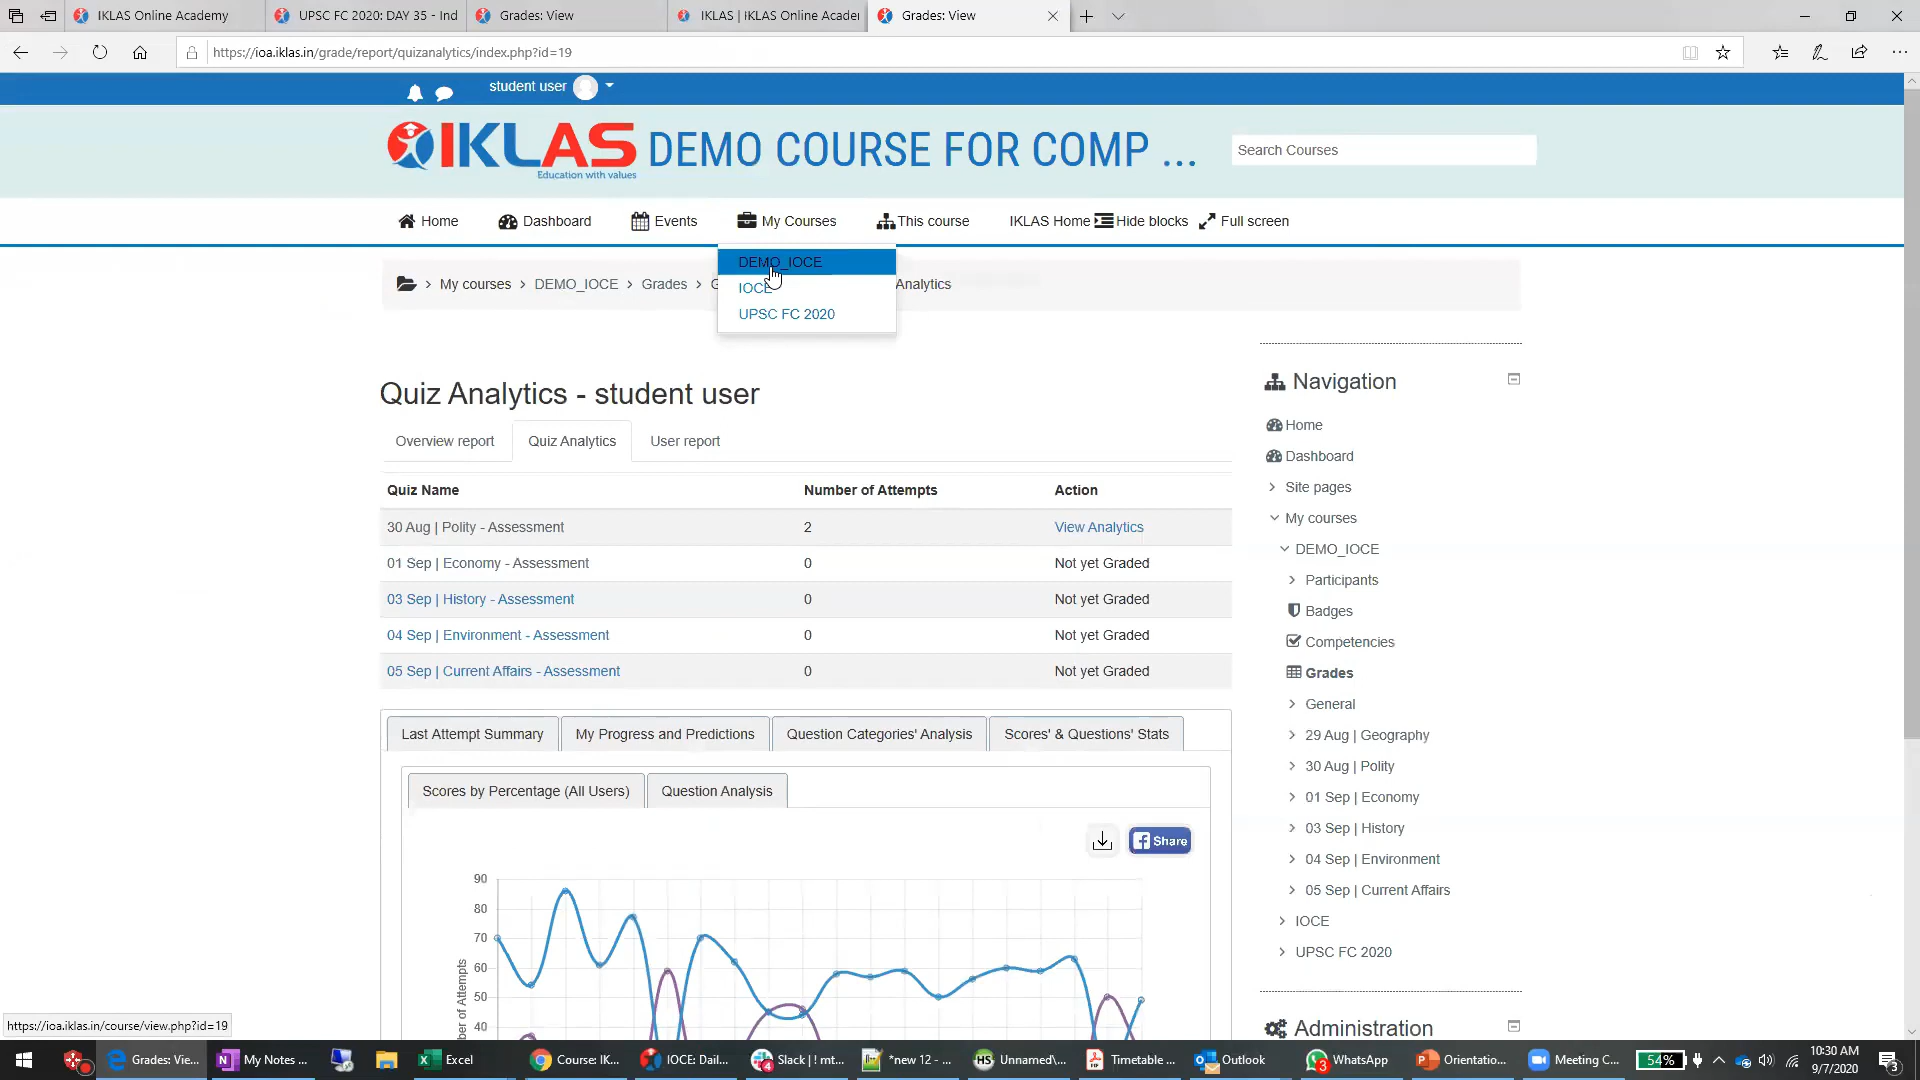 IKLAS Online Academy
UPSC FC 2020: DAY 35 - Ind
Grades: View
IKLAS | iKLAS Online Acader
Grades: View
https://ioa.iklas.in/grade/report/quizanalytics/index.php?id=19
student user
IKLAS
Education with values
DEMO COURSE FOR COMP ...
Search Courses
Home
Dashboard
Events
My Courses
This course
IKLAS Home
Hide blocks
Full screen
DEMO_IOCE
IOCE
UPSC FC 2020
My courses
DEMO_IOCE
Grades
Analytics
Quiz Analytics - student user
Overview report
Quiz Analytics
User report
Quiz Name Number of Attempts Action
30 Aug | Polity - Assessment 2 View Analytics
01 Sep | Economy - Assessment 0 Not yet Graded
03 Sep | History - Assessment 0 Not yet Graded
04 Sep | Environment - Assessment 0 Not yet Graded
05 Sep | Current Affairs - Assessment 0 Not yet Graded
Last Attempt Summary
My Progress and Predictions
Question Categories' Analysis
Scores' & Questions' Stats
Scores by Percentage (All Users)
Question Analysis
Share
90
80
70
60
50
40
ber of Attempts
Navigation
Home
Dashboard
Site pages
My courses
DEMO_IOCE
Participants
Badges
Competencies
Grades
General
29 Aug | Geography
30 Aug | Polity
01 Sep | Economy
03 Sep | History
04 Sep | Environment
05 Sep | Current Affairs
IOCE
UPSC FC 2020
Administration
https://ioa.iklas.in/course/view.php?id=19
Grades: Vie...
My Notes ...
Excel
Course: IK...
IOCE: Dail...
Slack | ! mt...
*new 12 - ...
Unnamed\...
Timetable ...
Outlook
WhatsApp
Orientatio...
Meeting C...
54%
10:30 AM
9/7/2020